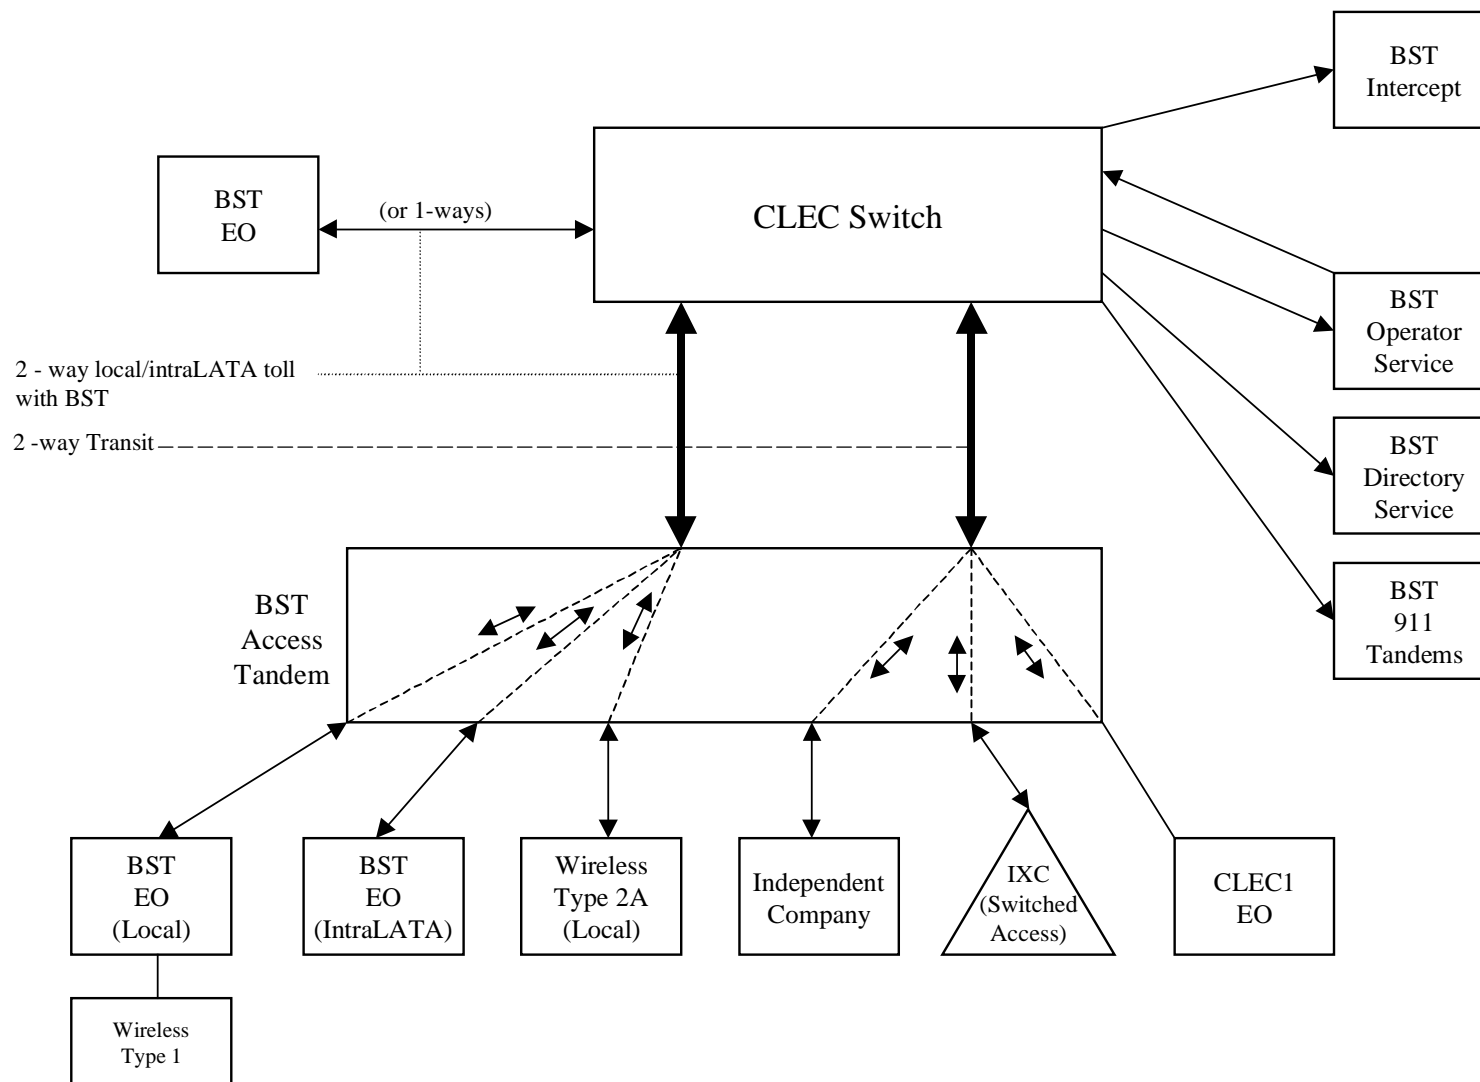 BST
Intercept
BST
EO
(or 1-ways)
CLEC Switch
BST
Operator
Service
2 - way local/intraLATA toll
with BST
2 -way Transit
BST
Directory
Service
BST
911
Tandems
BST
Access
Tandem
BST
EO
(Local)
BST
EO
(IntraLATA)
Wireless
Type 2A
(Local)
Independent
Company
IXC
(Switched
Access)
CLEC1
EO
Wireless
Type 1